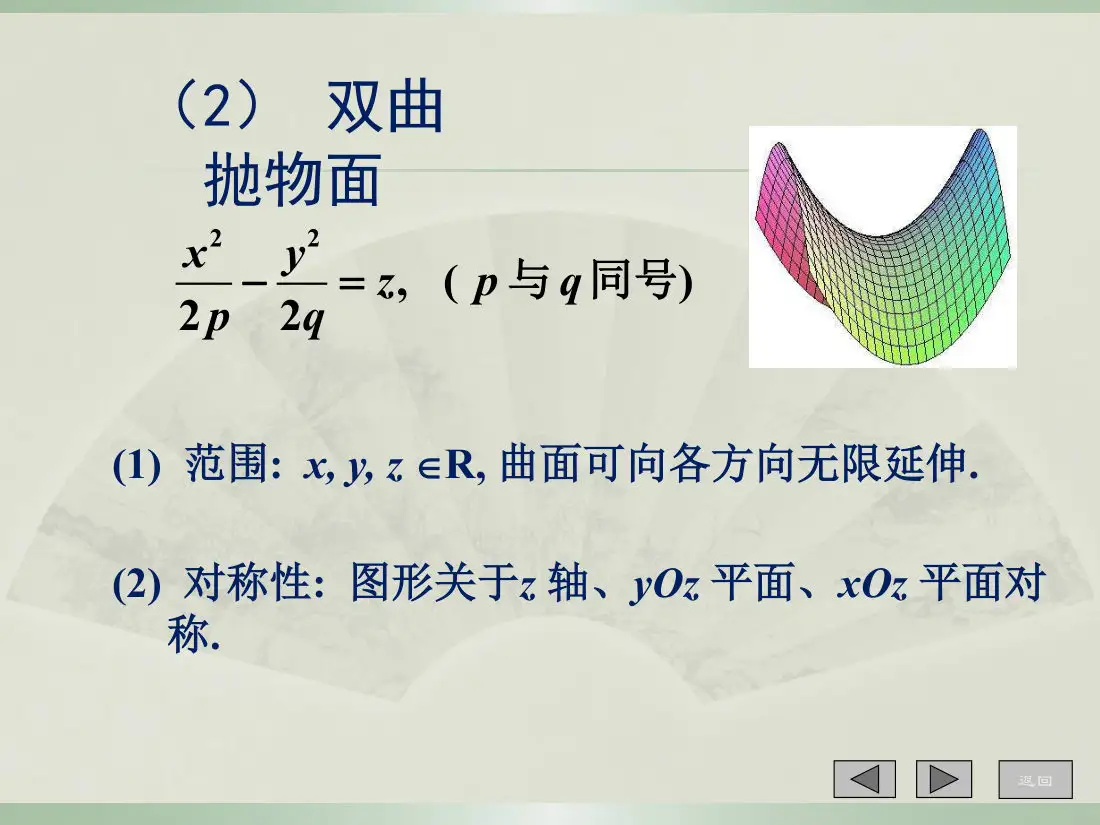 （2） 双曲
抛物面
x²/2p − y²/2q = z, ( p 与 q 同号)
(1) 范围: x, y, z ∈R, 曲面可向各方向无限延伸.
(2) 对称性: 图形关于z 轴、yOz 平面、xOz 平面对
称.
返回